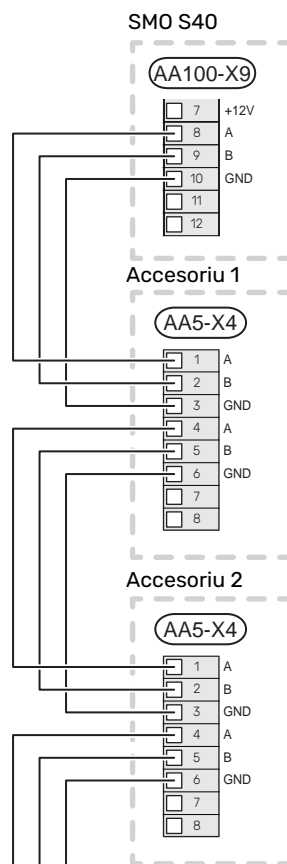 SMO S40
AA100-X9
7 +12V
8 A
9 B
10 GND
11
12
Accesoriu 1
AA5-X4
1 A
2 B
3 GND
4 A
5 B
6 GND
7
8
Accesoriu 2
AA5-X4
1 A
2 B
3 GND
4 A
5 B
6 GND
7
8